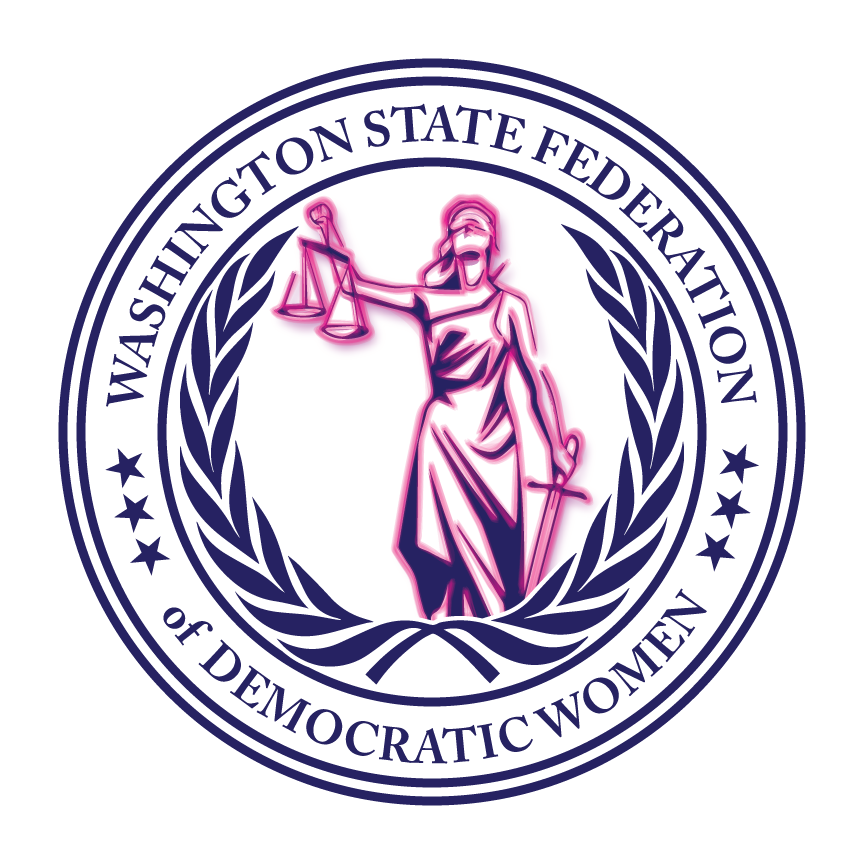 WASHINGTON STATE FEDERATION
of DEMOCRATIC WOMEN